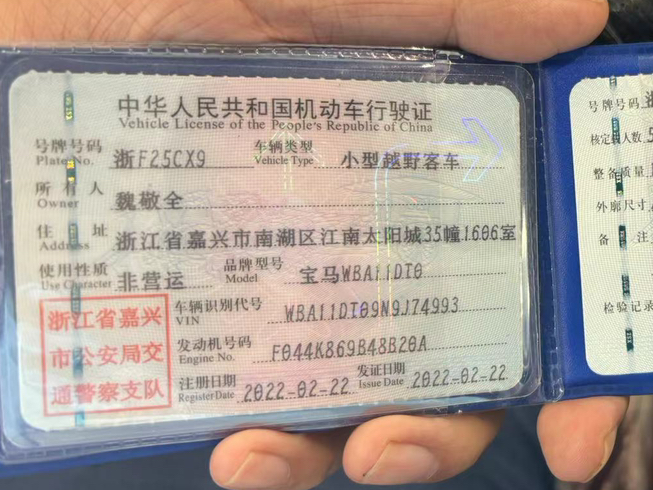 中华人民共和国机动车行驶证
Vehicle License of the People's Republic of China
号牌号码 浙F25CX9 车辆类型 小型越野客车
Plate No. Vehicle Type
所有人 魏敬全
Owner
住址 浙江省嘉兴市南湖区江南太阳城35幢1606室
Address
使用性质 非营运 品牌型号 宝马WBA11DT0
Use Character Model
浙江省嘉兴
市公安局交
通警察支队
车辆识别代号 WBA11DT09N9J74993
VIN
发动机号码 F044K869B48B20A
Engine No.
注册日期 2022-02-22 发证日期 2022-02-22
Register Date Issue Date
号牌号码
核定载人数 5
整备质量
外廓尺寸
备注
检验记录